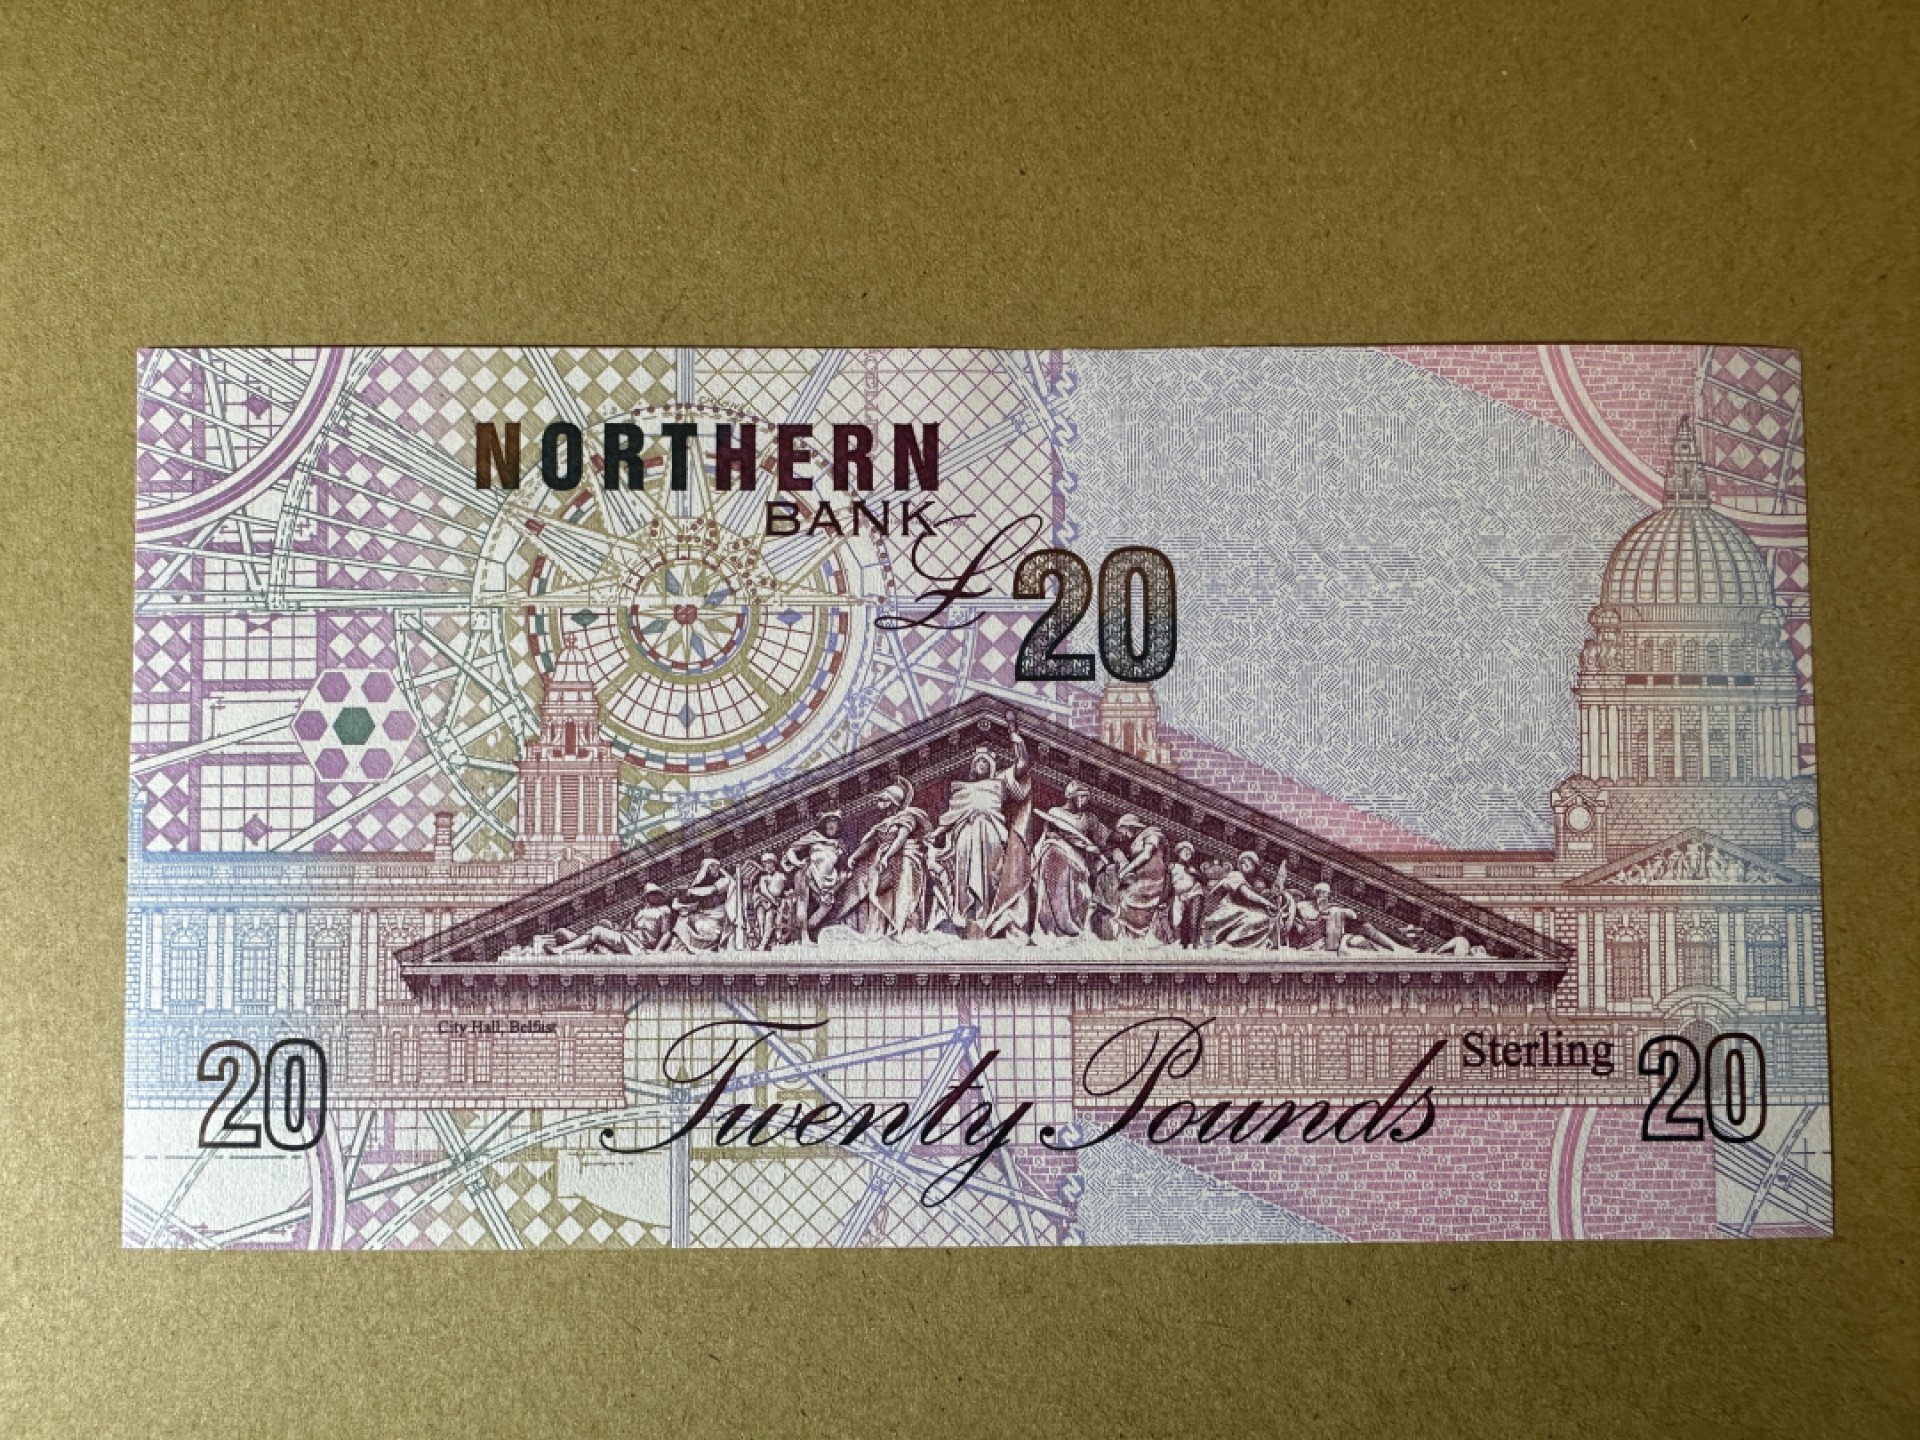 NORTHERN
BANK
£20
City Hall, Belfast
Twenty Pounds Sterling
20
20